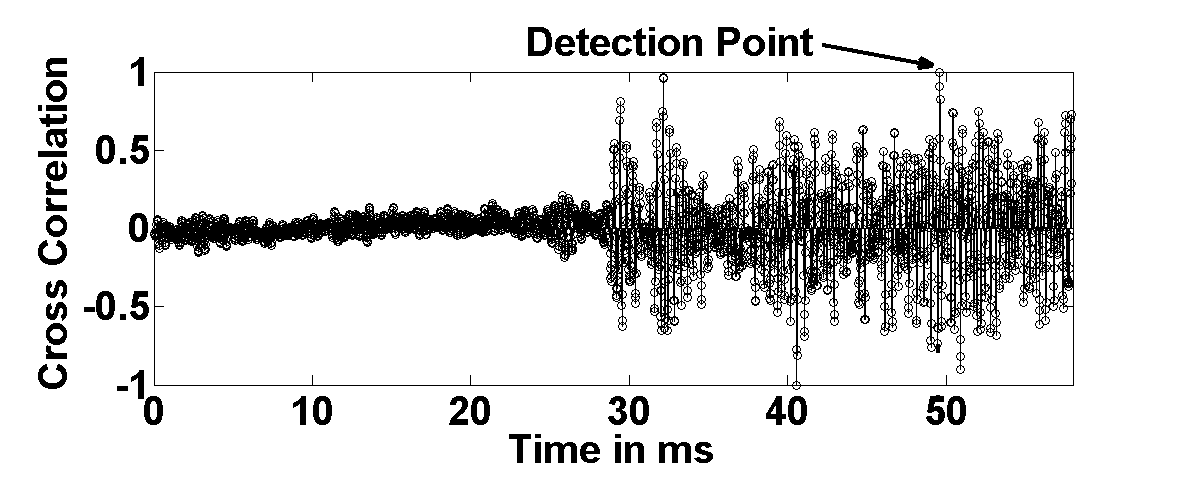 Detection Point
Cross Correlation
1
0.5
0
-0.5
-1
0 10 20 30 40 50
Time in ms